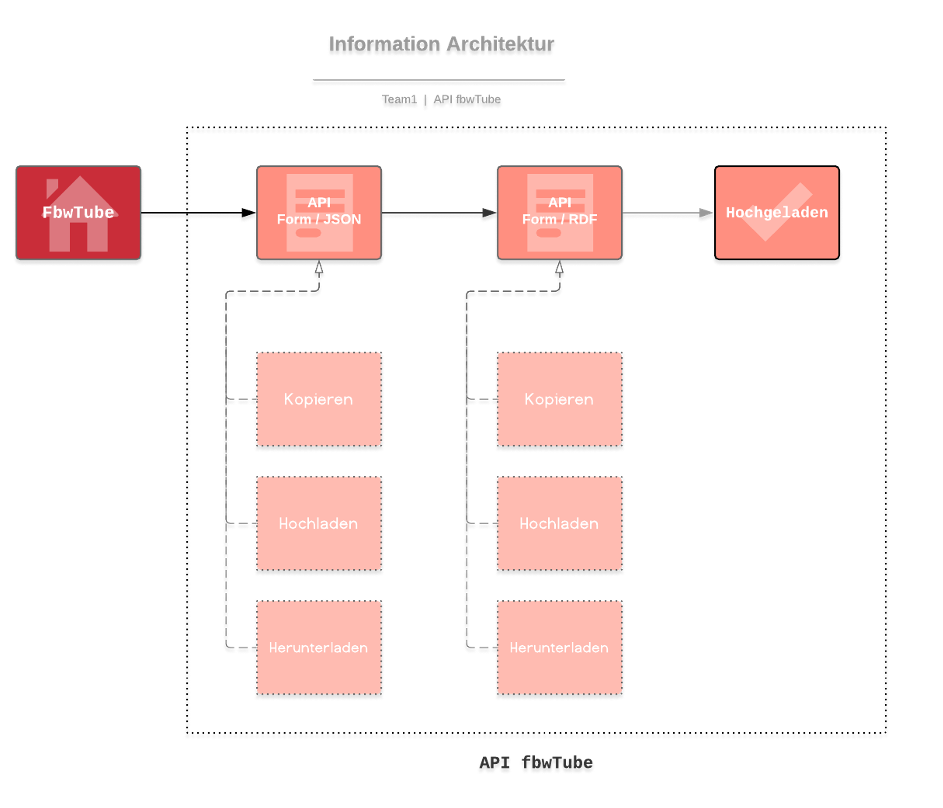 Information Architektur
Team1 | API fbwTube
FbwTube
API
Form / JSON
API
Form / RDF
Hochgeladen
Kopieren
Kopieren
Hochladen
Hochladen
Herunterladen
Herunterladen
API fbwTube